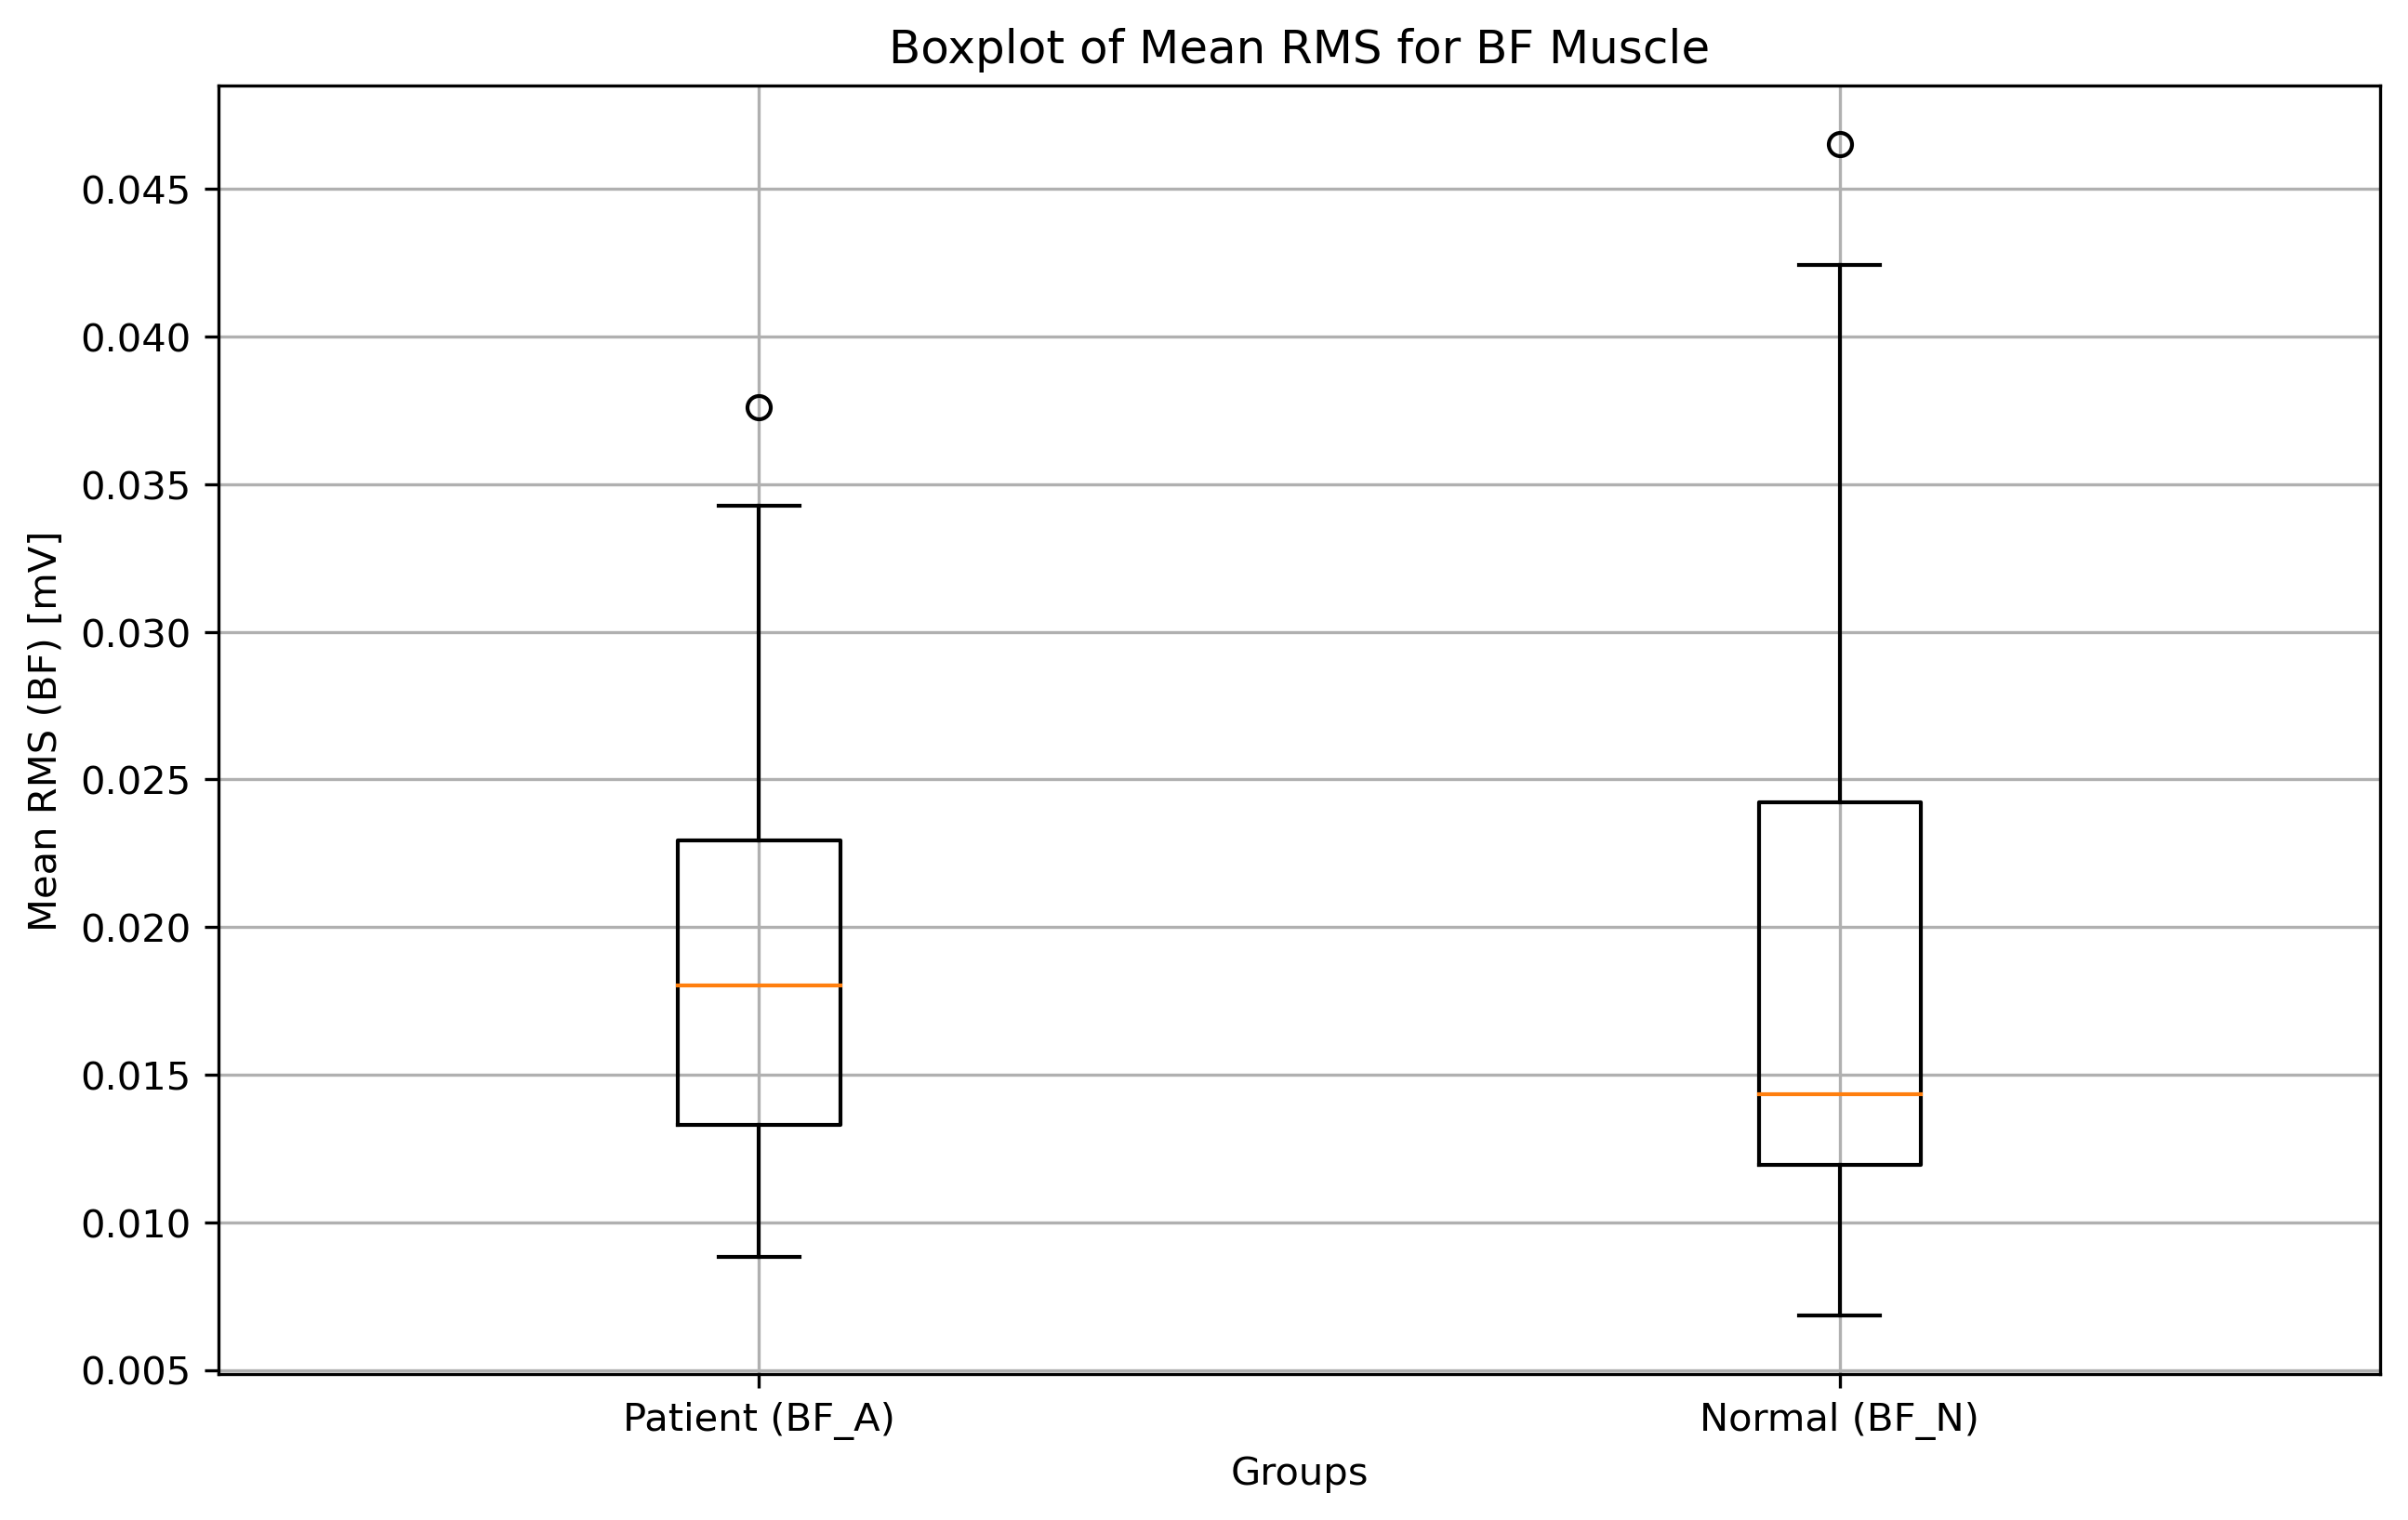 Boxplot of Mean RMS for BF Muscle
Mean RMS (BF) [mV]
0.045
0.040
0.035
0.030
0.025
0.020
0.015
0.010
0.005
Patient (BF_A)
Normal (BF_N)
Groups